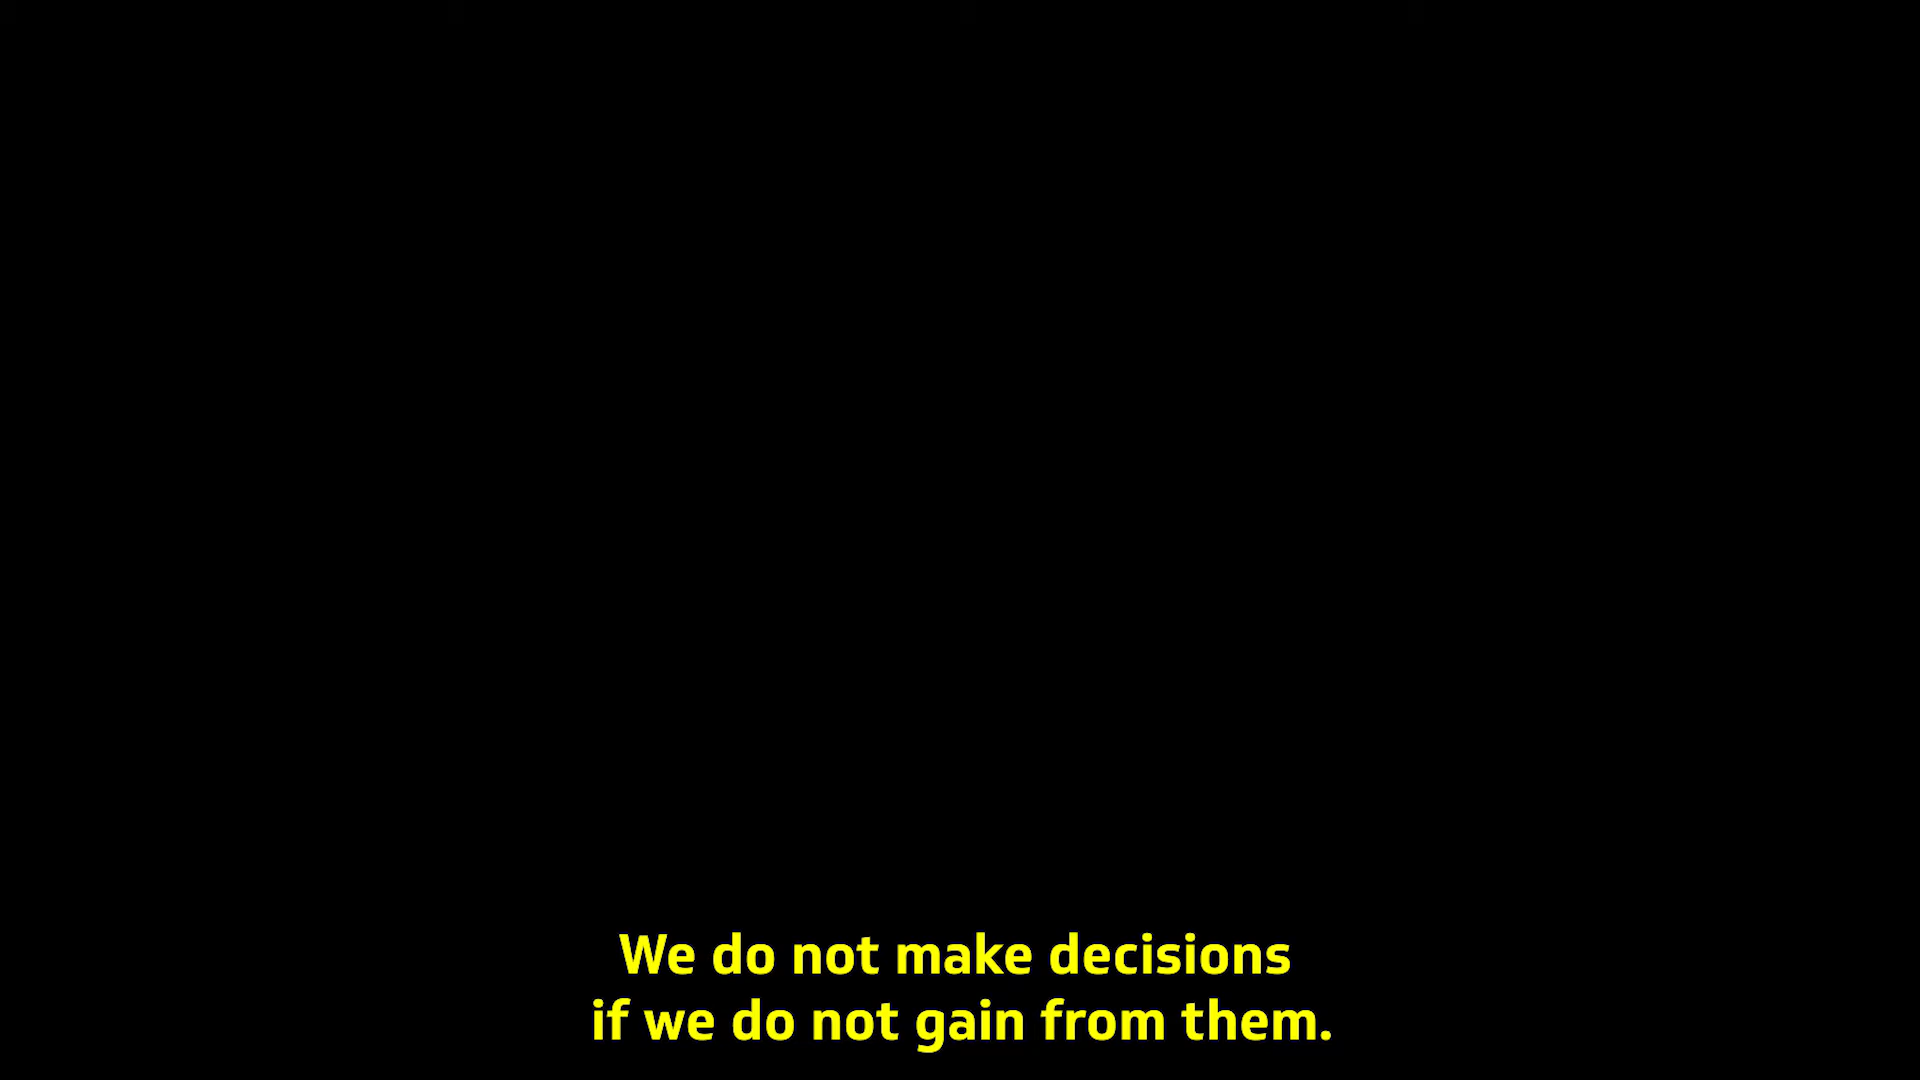 We do not make decisions
if we do not gain from them.